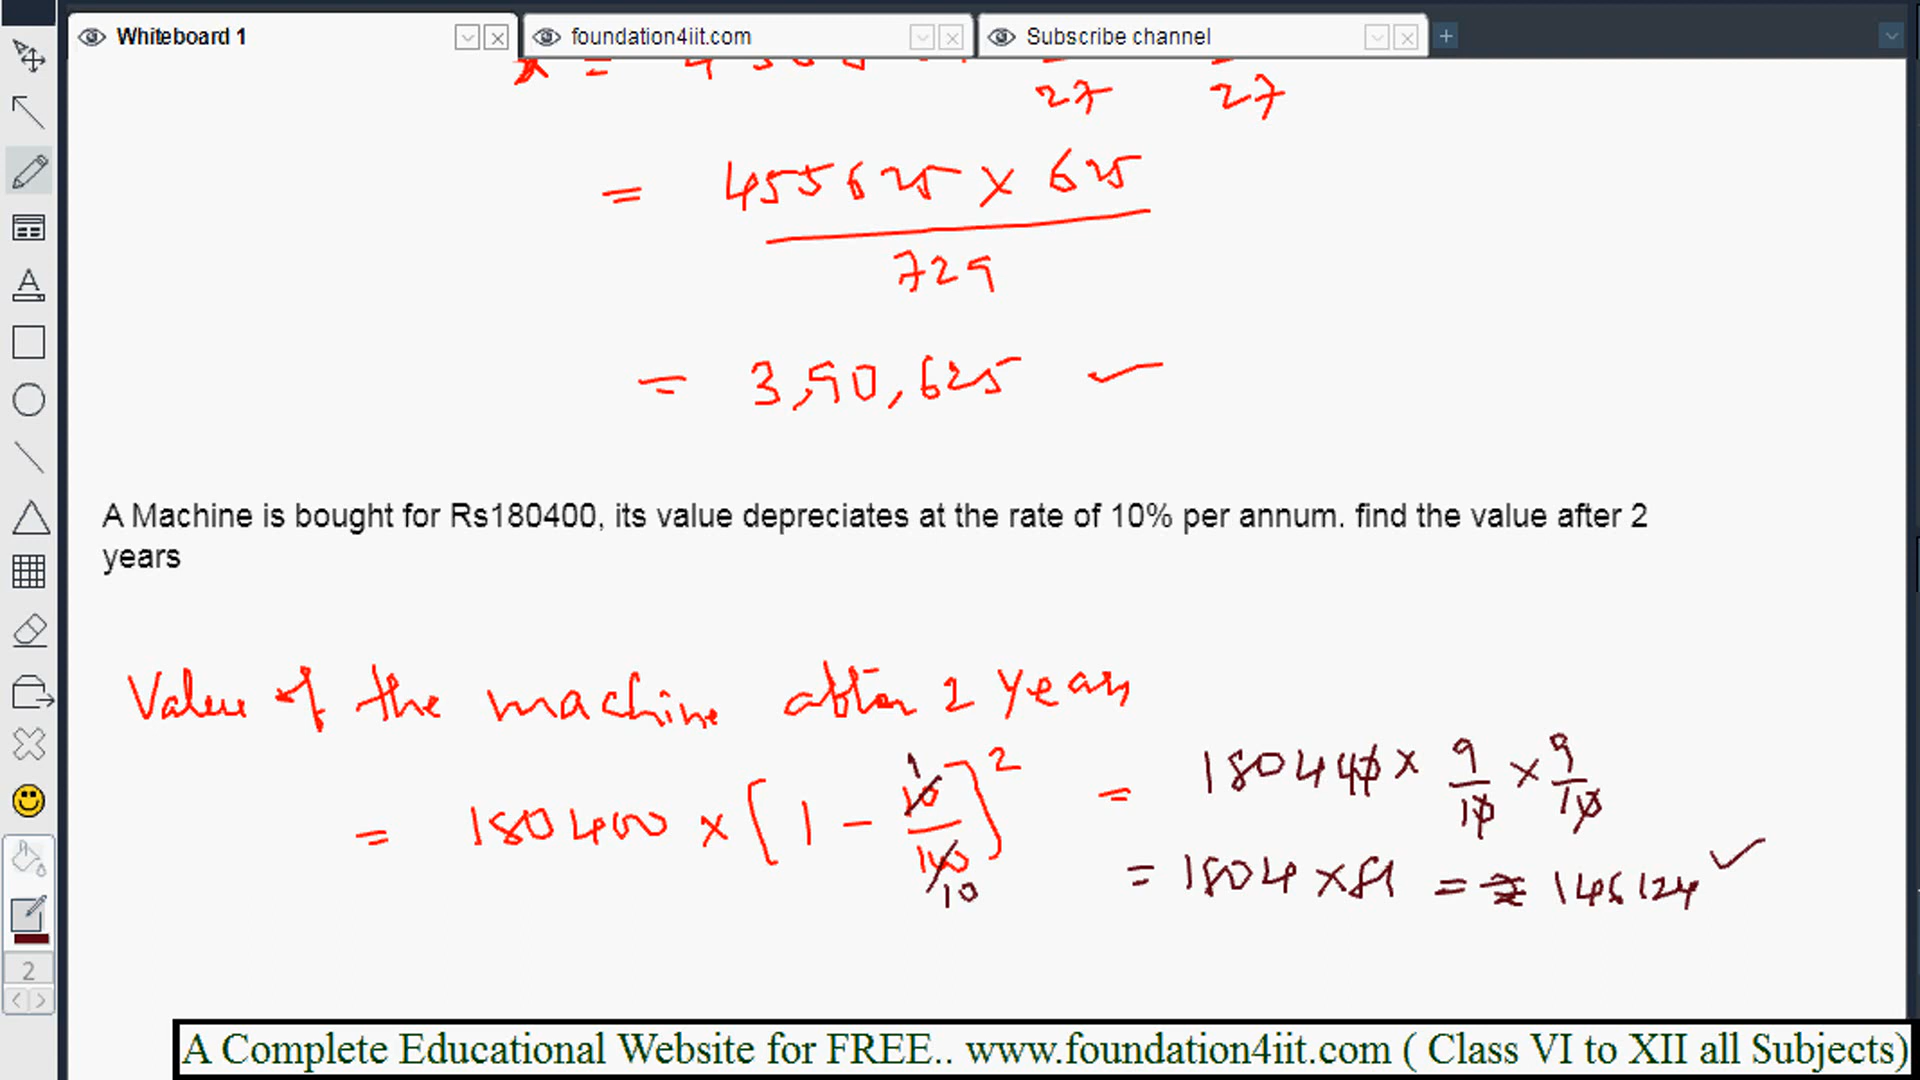 Whiteboard 1
foundation4iit.com
Subscribe channel
27 27
= 455625 × 625
729
= 3,90,625 ✓
A Machine is bought for Rs180400, its value depreciates at the rate of 10% per annum. find the value after 2
years
Value of the machine after 2 years
= 180400 × [1 - 10/100]²
1
10
= 180440 × 9/10 × 9/10
= 1804 × 81 = 146124 ✓
2
A Complete Educational Website for FREE.. www.foundation4iit.com ( Class VI to XII all Subjects)